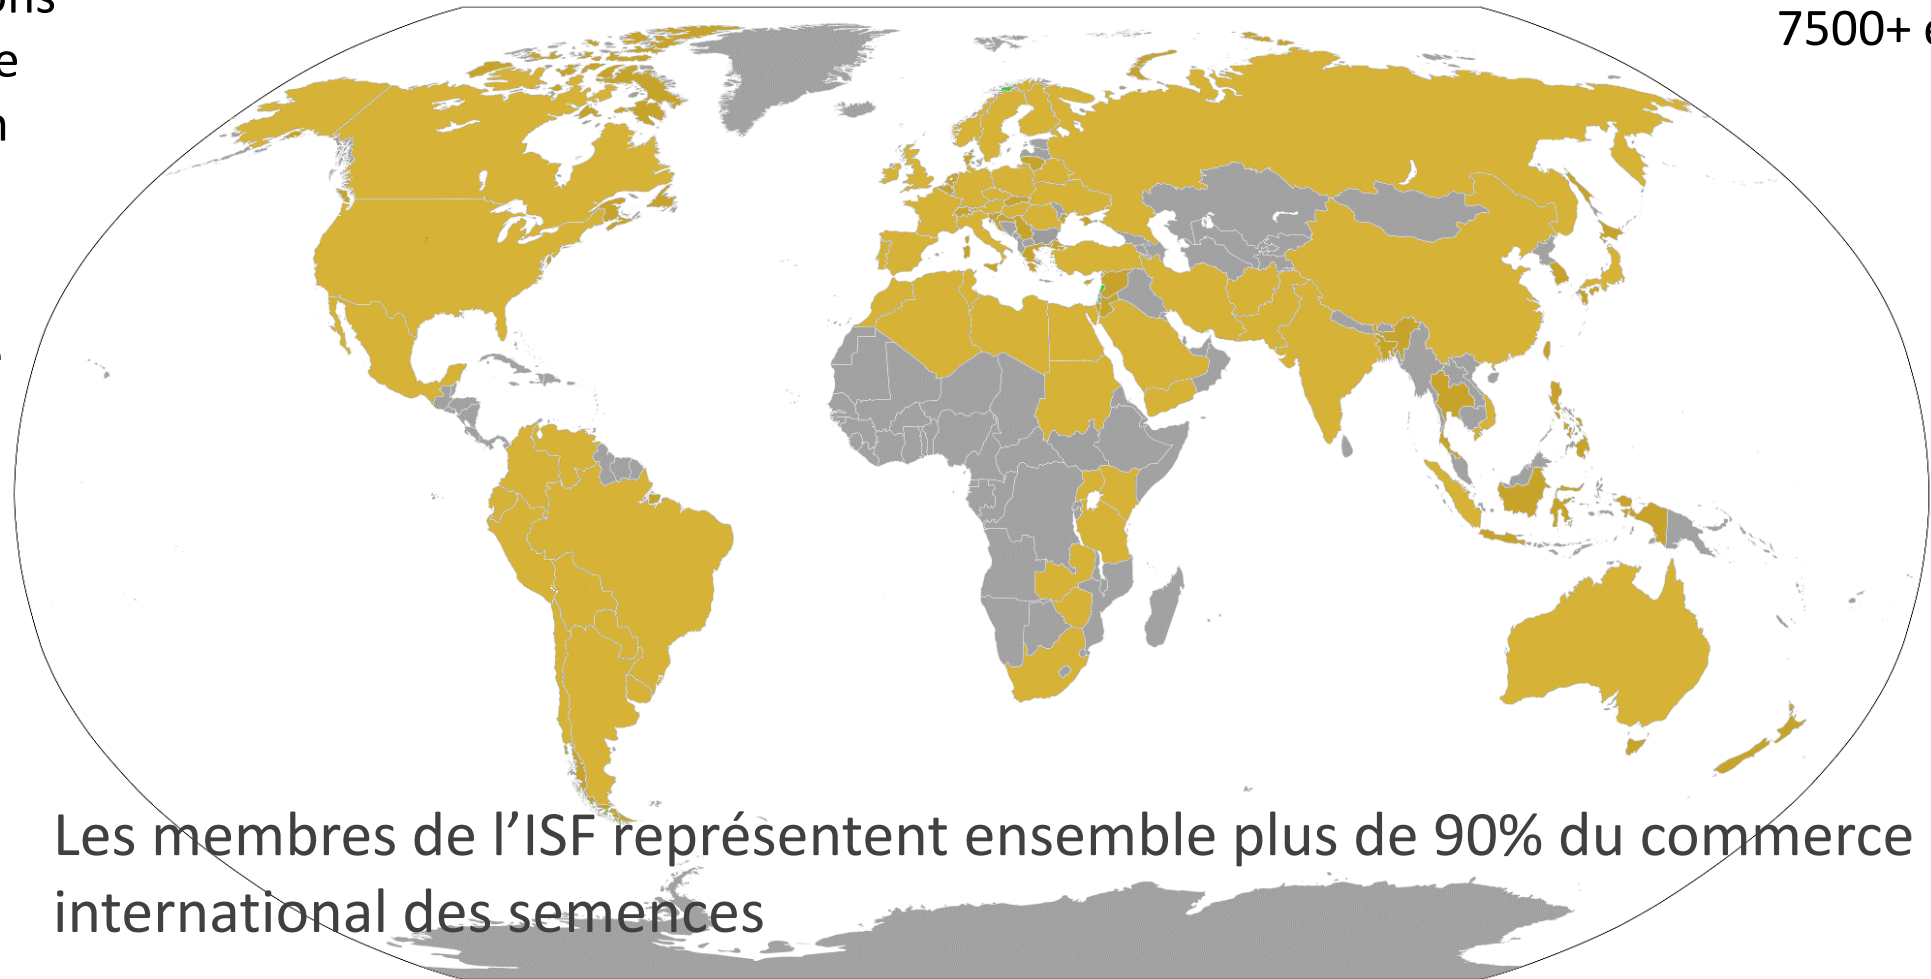 7500+
Les membres de l’ISF représentent ensemble plus de 90% du commerce
international des semences